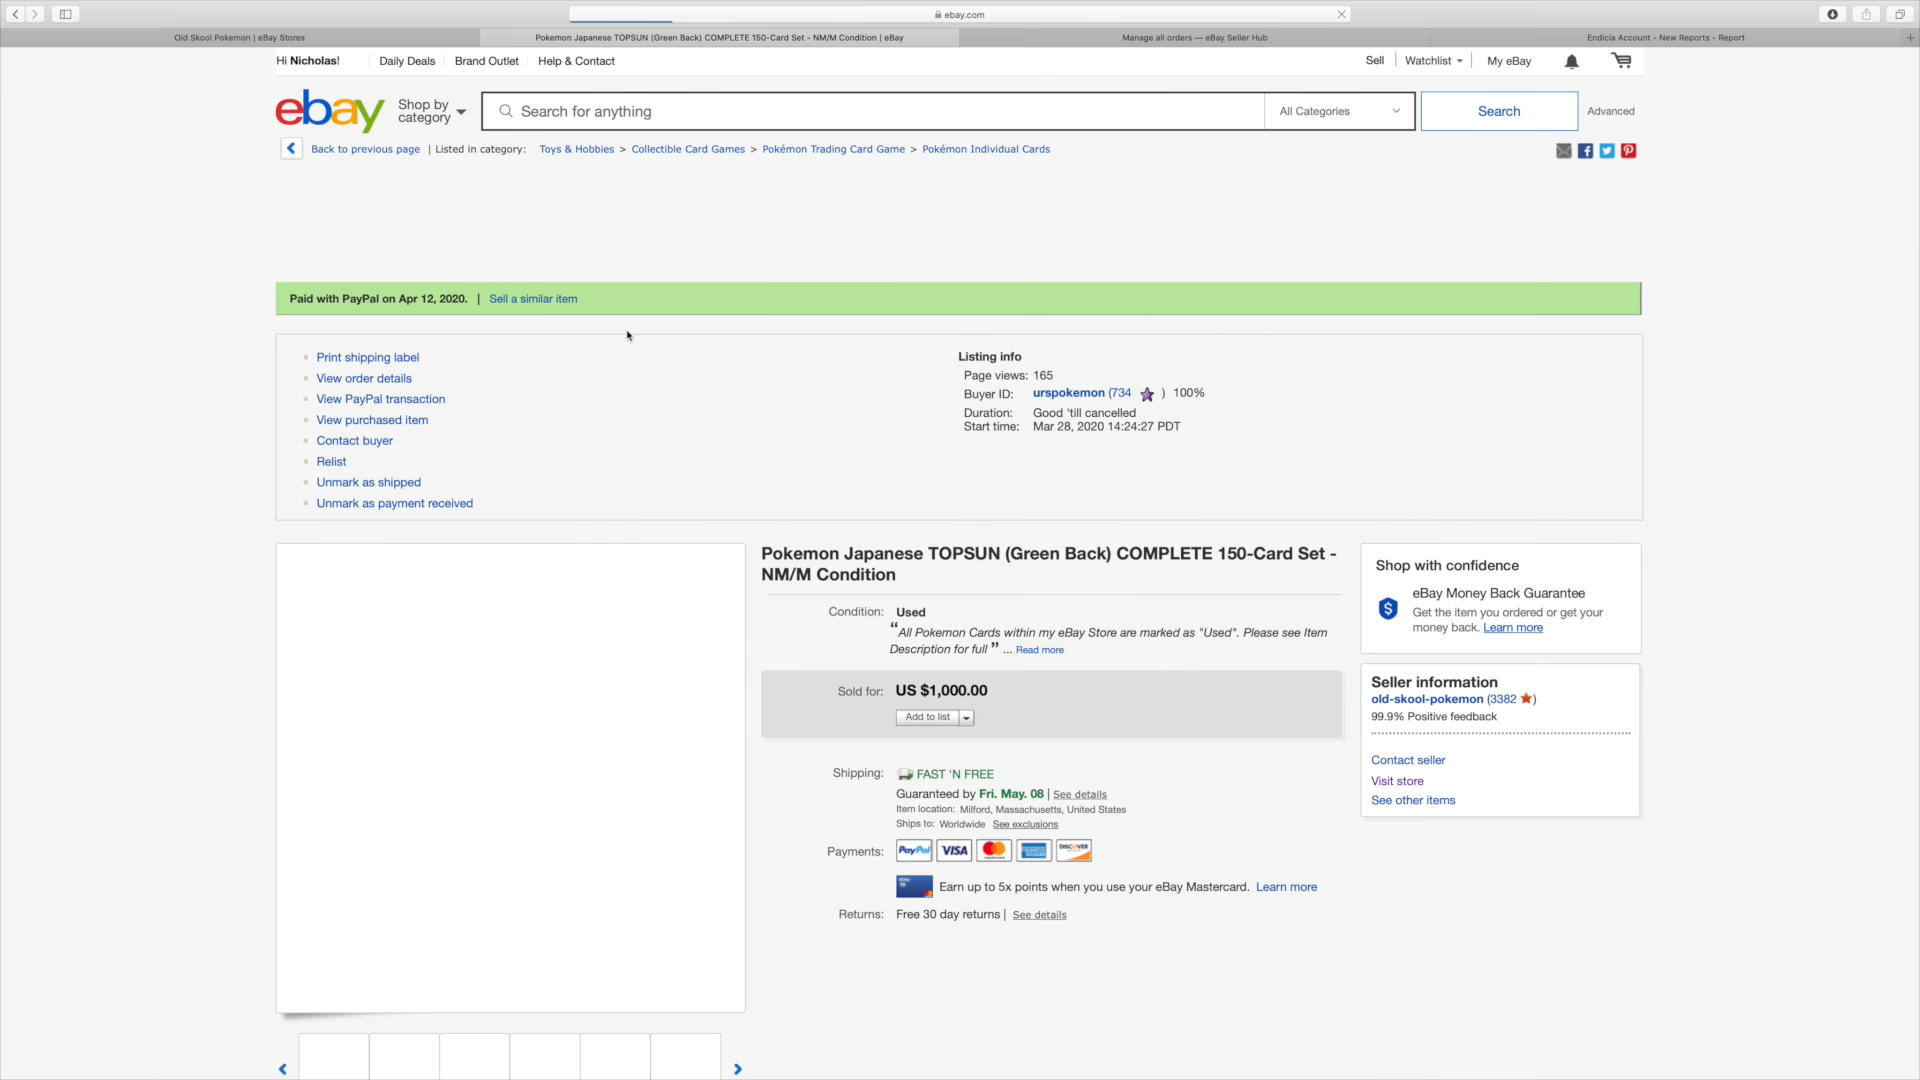 ebay.com
Old Skool Pokemon | eBay Stores
Pokemon Japanese TOPSUN (Green Back) COMPLETE 150-Card Set - NM/M Condition | eBay
Manage all orders — eBay Seller Hub
Endicia Account - New Reports - Report
Hi Nicholas!
Daily Deals
Brand Outlet
Help & Contact
Sell
Watchlist
My eBay
ebay
Shop by
category
Search for anything
All Categories
Search
Advanced
Back to previous page | Listed in category: Toys & Hobbies > Collectible Card Games > Pokémon Trading Card Game > Pokémon Individual Cards
Paid with PayPal on Apr 12, 2020. | Sell a similar item
Print shipping label
View order details
View PayPal transaction
View purchased item
Contact buyer
Relist
Unmark as shipped
Unmark as payment received
Listing info
Page views: 165
Buyer ID: urspokemon (734 ) 100%
Duration: Good 'till cancelled
Start time: Mar 28, 2020 14:24:27 PDT
Pokemon Japanese TOPSUN (Green Back) COMPLETE 150-Card Set -
NM/M Condition
Condition: Used
“All Pokemon Cards within my eBay Store are marked as "Used". Please see Item
Description for full ” ... Read more
Sold for: US $1,000.00
Add to list
Shipping: FAST 'N FREE
Guaranteed by Fri. May. 08 | See details
Item location: Milford, Massachusetts, United States
Ships to: Worldwide See exclusions
Payments: PayPal VISA DISCOVER
Earn up to 5x points when you use your eBay Mastercard. Learn more
Returns: Free 30 day returns | See details
Shop with confidence
eBay Money Back Guarantee
Get the item you ordered or get your
money back. Learn more
Seller information
old-skool-pokemon (3382 )
99.9% Positive feedback
Contact seller
Visit store
See other items